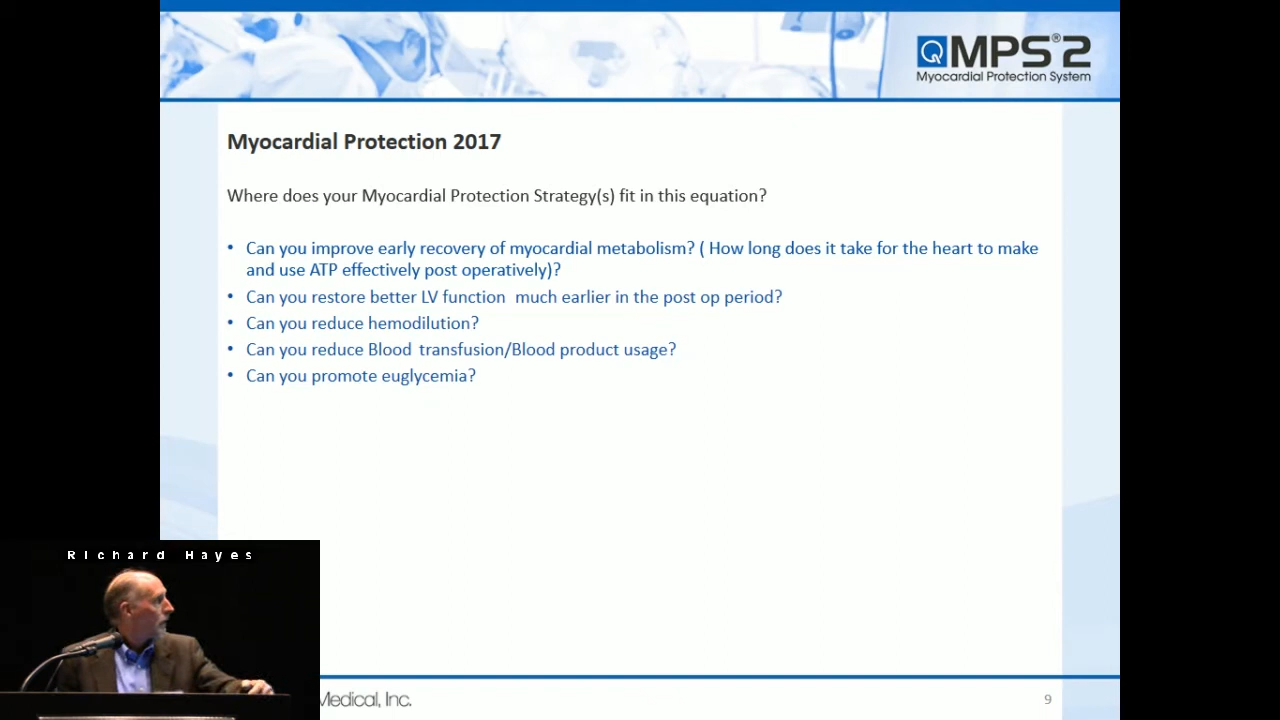 MPS®2
Myocardial Protection System
Myocardial Protection 2017
Where does your Myocardial Protection Strategy(s) fit in this equation?
• Can you improve early recovery of myocardial metabolism? ( How long does it take for the heart to make
and use ATP effectively post operatively)?
• Can you restore better LV function much earlier in the post op period?
• Can you reduce hemodilution?
• Can you reduce Blood transfusion/Blood product usage?
• Can you promote euglycemia?
Richard Hayes
Medical, Inc.
9